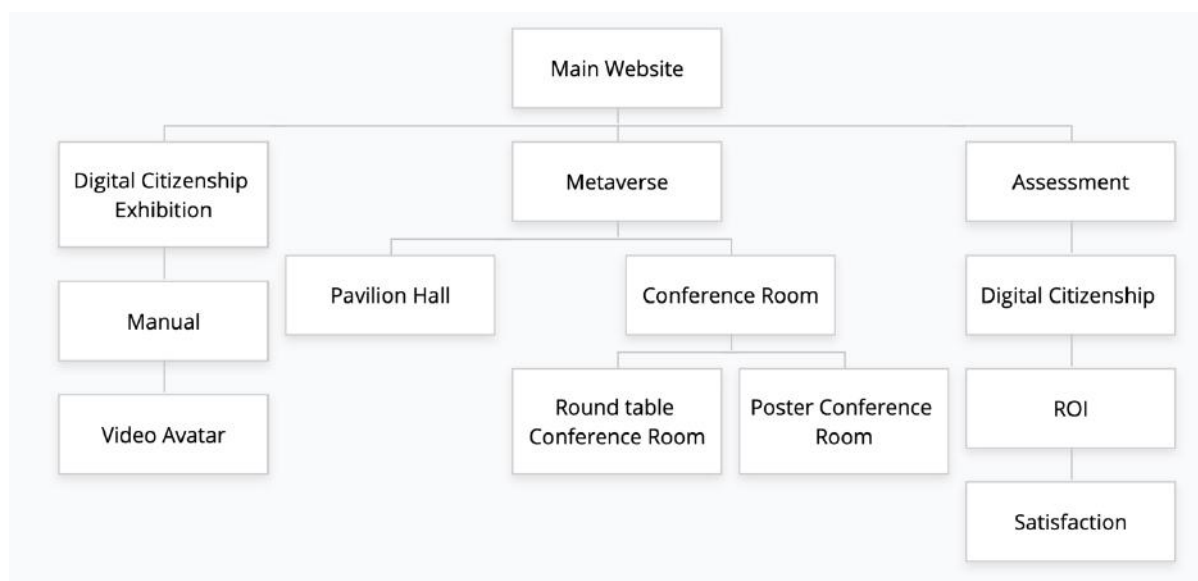 Main Website
Digital Citizenship
Exhibition
Metaverse
Assessment
Pavilion Hall
Conference Room
Digital Citizenship
Manual
Round table
Conference Room
Poster Conference
Room
ROI
Video Avatar
Satisfaction